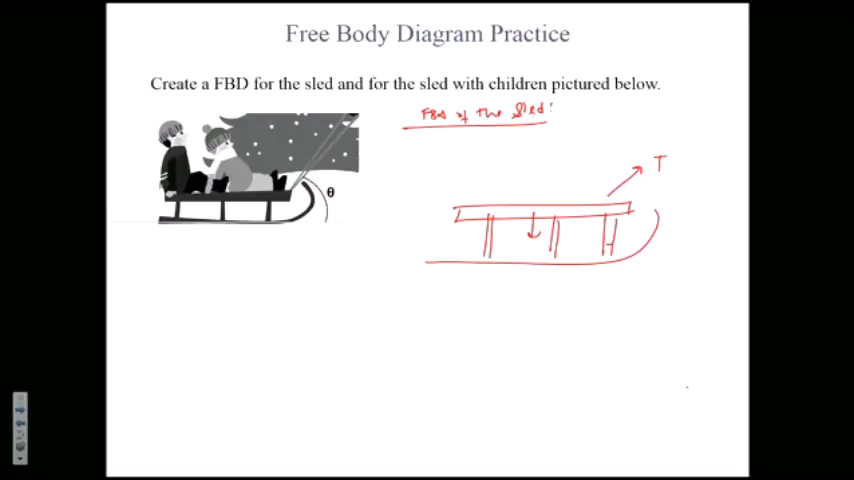 Free Body Diagram Practice
Create a FBD for the sled and for the sled with children pictured below.
FBD of the Sled:
T
θ